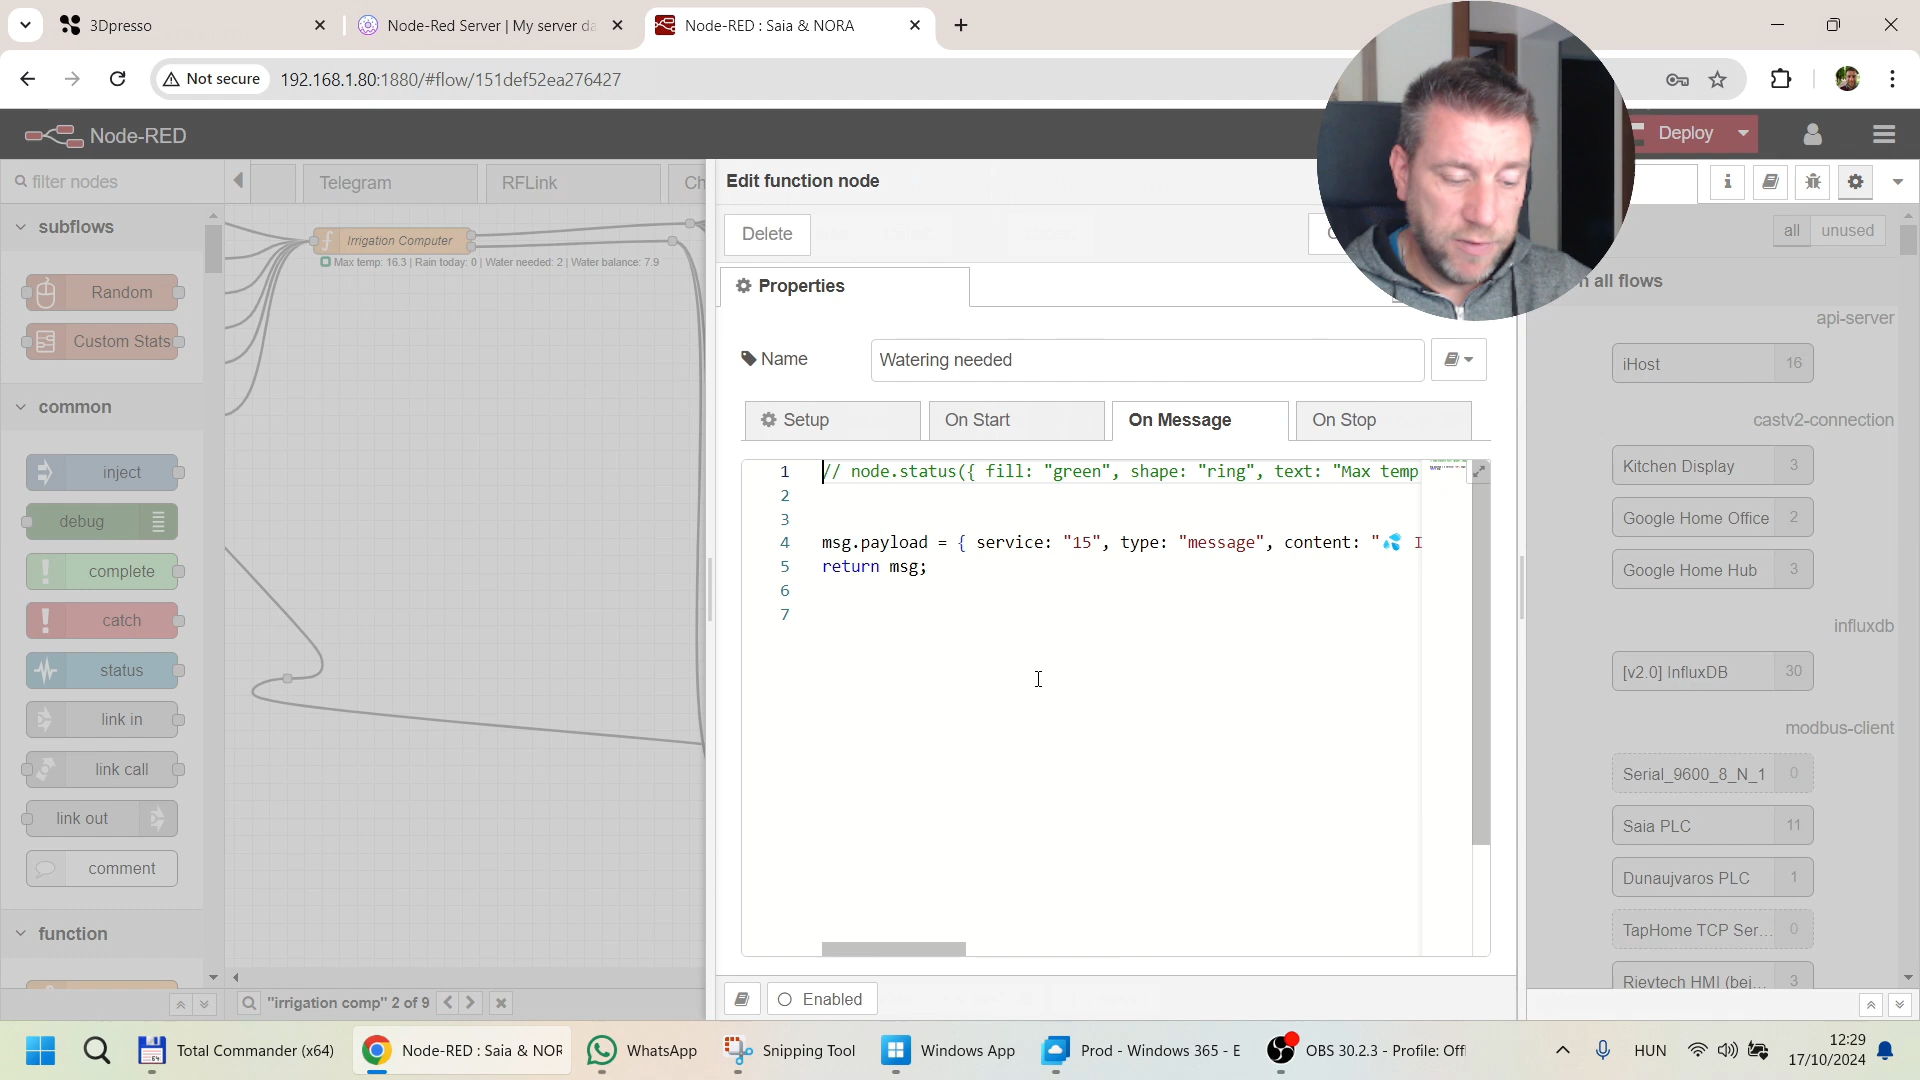 3Dpresso
Node-Red Server | My server da
Node-RED : Saia & NORA
Not secure
192.168.1.80:1880/#flow/151def52ea276427
Node-RED
Deploy
filter nodes
Telegram
RFLink
Ch
Edit function node
subflows
Irrigation Computer
Delete
all
unused
Max temp: 16.3 | Rain today: 0 | Water needed: 2 | Water balance: 7.9
Random
Properties
n all flows
api-server
Custom Stats
Name
Watering needed
iHost
16
common
Setup
On Start
On Message
On Stop
castv2-connection
inject
1
// node.status({ fill: "green", shape: "ring", text: "Max temp
Kitchen Display
3
2
debug
3
Google Home Office
2
4
msg.payload = { service: "15", type: "message", content: "💦 I
complete
5
return msg;
Google Home Hub
3
6
catch
7
influxdb
status
[v2.0] InfluxDB
30
link in
modbus-client
link call
Serial_9600_8_N_1
0
link out
Saia PLC
11
comment
Dunaujvaros PLC
1
function
TapHome TCP Ser...
0
Rievtech HMI (bej...
3
"irrigation comp" 2 of 9
Enabled
Total Commander (x64)
Node-RED : Saia & NOR
WhatsApp
Snipping Tool
Windows App
Prod - Windows 365 - E
OBS 30.2.3 - Profile: Offi
HUN
12:29
17/10/2024